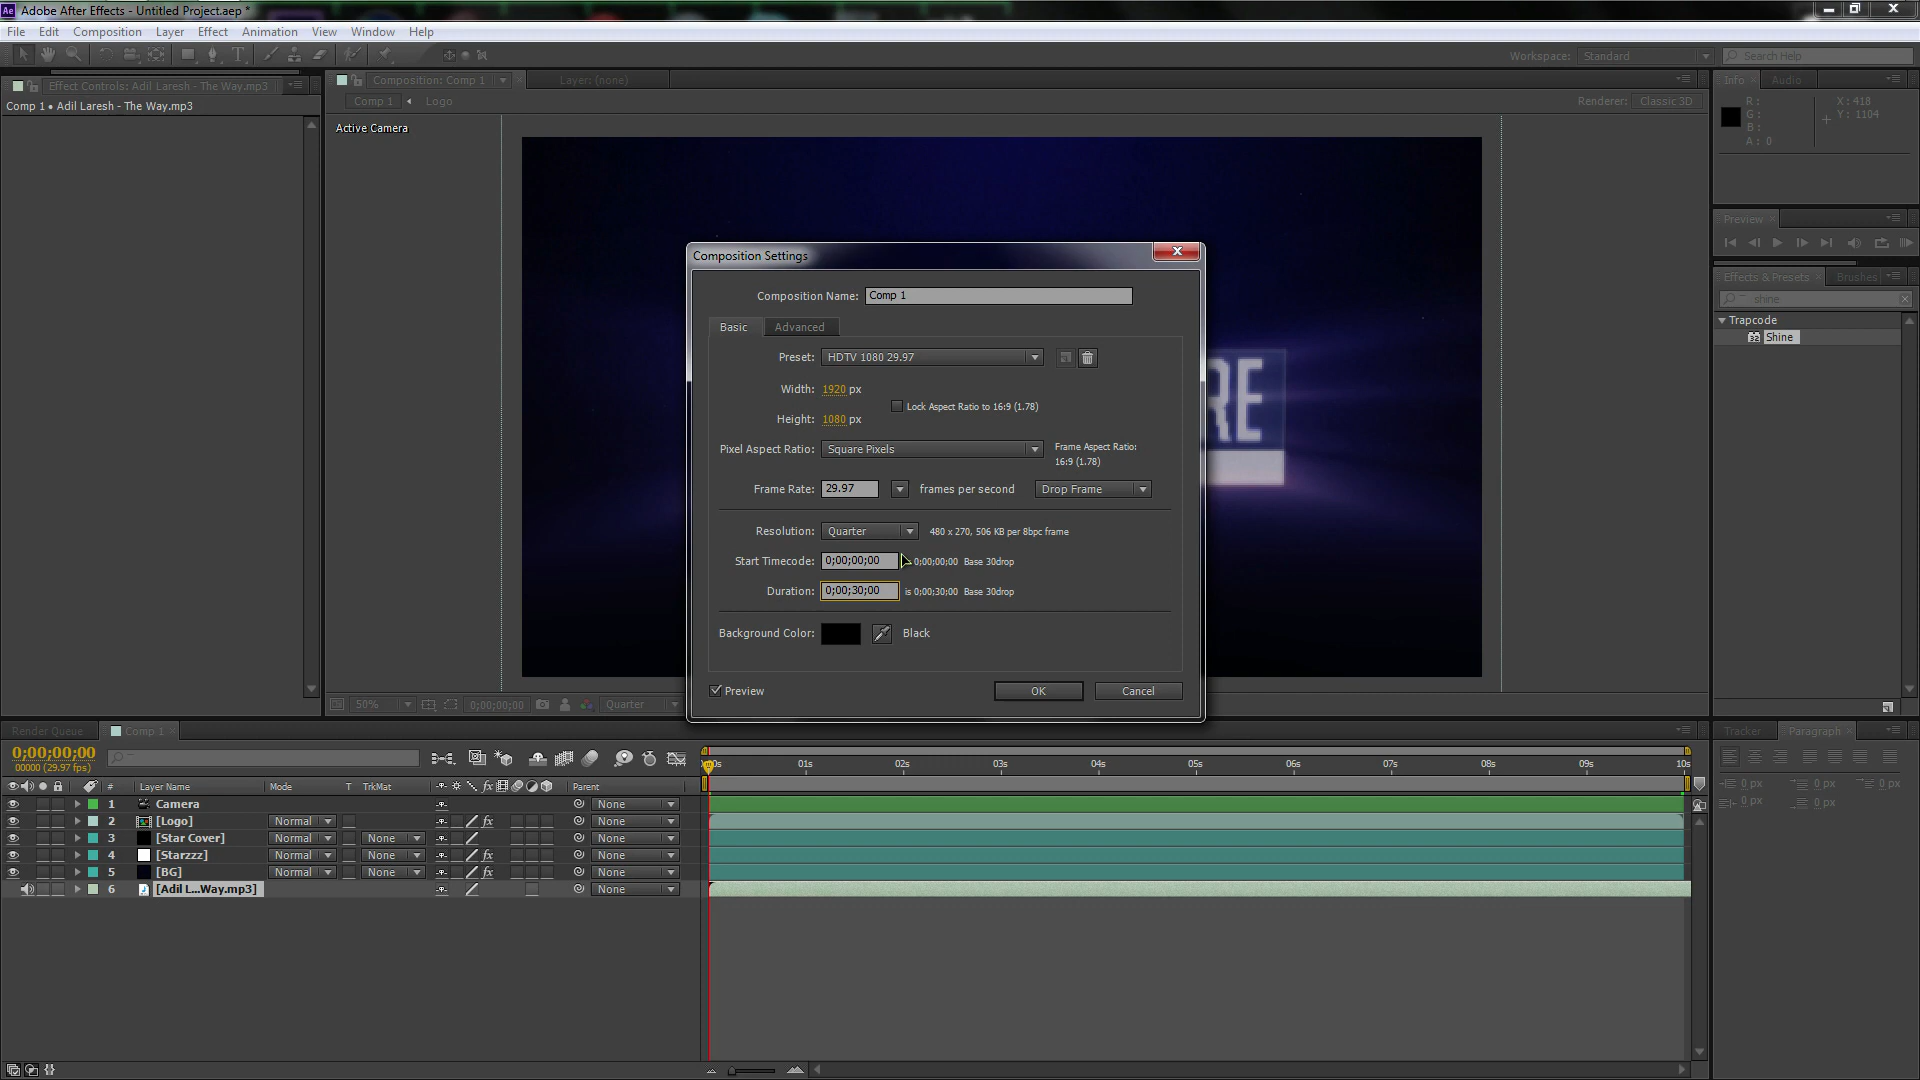 Ae Adobe After Effects - Untitled Project.aep *
File Edit Composition Layer Effect Animation View Window Help
Workspace: Standard Search Help
Effect Controls: Adil Laresh - The Way.mp3
Composition: Comp 1 Layer: (none)
Info Audio
Comp 1 • Adil Laresh - The Way.mp3
Comp 1 Logo
Renderer: Classic 3D
R:
G:
B:
A: 0
X: 418
Y: 1104
Active Camera
Preview
Effects & Presets Brushes
shine
Trapcode
Shine
RE
Composition Settings
Composition Name: Comp 1
Basic Advanced
Preset: HDTV 1080 29.97
Width: 1920 px
Lock Aspect Ratio to 16:9 (1.78)
Height: 1080 px
Pixel Aspect Ratio: Square Pixels
Frame Aspect Ratio:
16:9 (1.78)
Frame Rate: 29.97 frames per second Drop Frame
Resolution: Quarter 480 x 270, 506 KB per 8bpc frame
Start Timecode: 0;00;00;00 0;00;00;00 Base 30drop
Duration: 0;00;30;00 is 0;00;30;00 Base 30drop
Background Color: Black
Preview OK Cancel
50% 0;00;00;00 Quarter
Render Queue Comp 1
Tracker Paragraph
0;00;00;00
00000 (29.97 fps)
01s 02s 03s 04s 05s 06s 07s 08s 09s 10s
# Layer Name Mode T TrkMat fx Parent
1 Camera None
2 [Logo] Normal fx None
3 [Star Cover] Normal None None
4 [Starzzz] Normal None fx None
5 [BG] Normal None fx None
6 [Adil L...Way.mp3] None
0 px 0 px 0 px
0 px 0 px